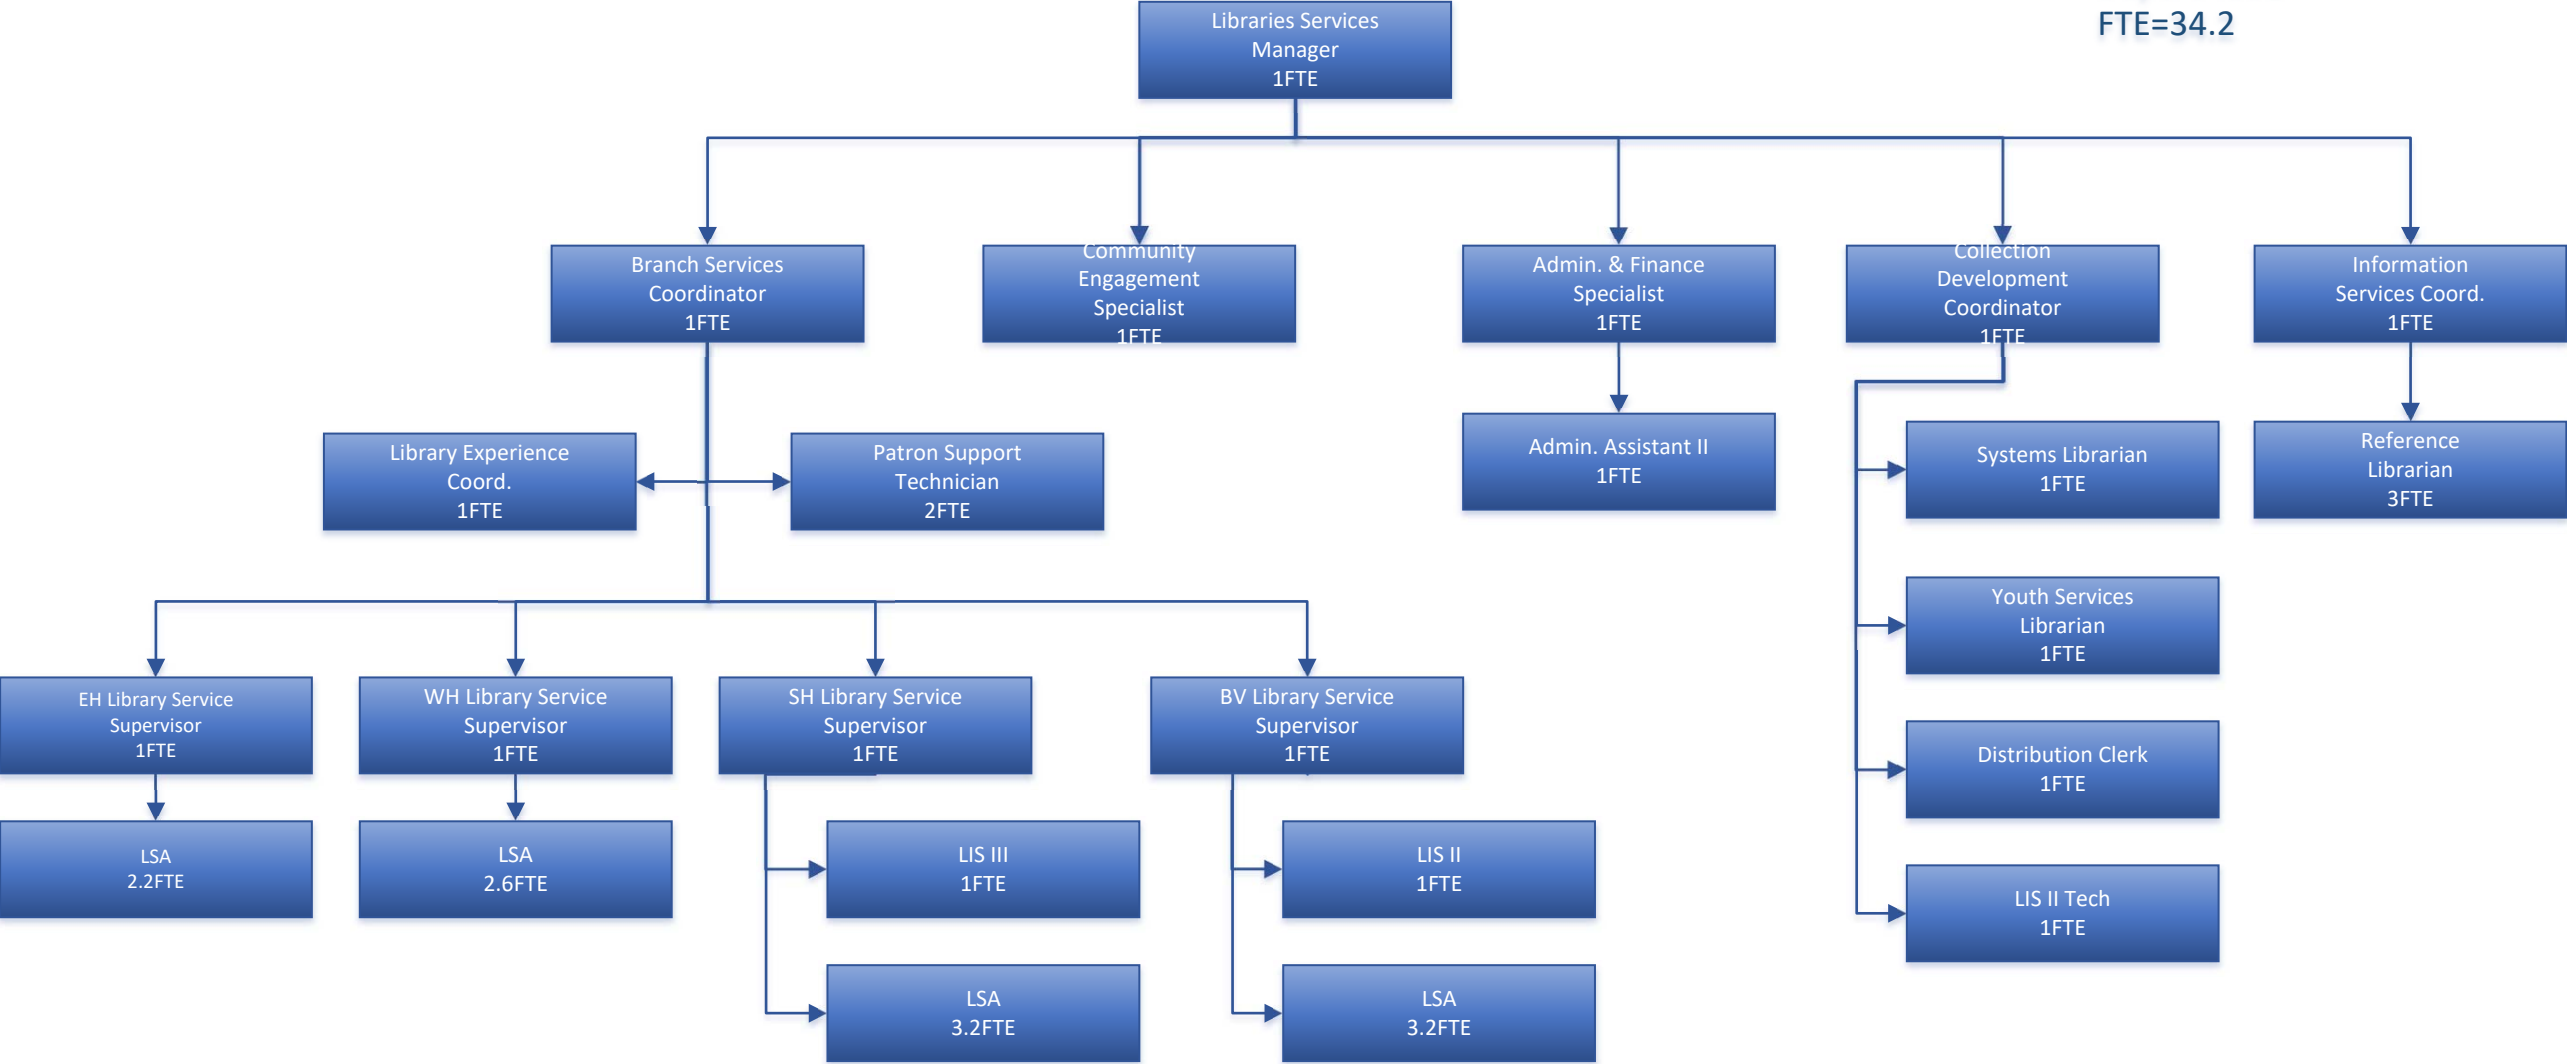 Libraries Services
Manager
1FTE
FTE=34.2
Branch Services
Coordinator
1FTE
Community
Engagement
Specialist
1FTE
Admin. & Finance
Specialist
1FTE
Collection
Development
Coordinator
1FTE
Information
Services Coord.
1FTE
Library Experience
Coord.
1FTE
Patron Support
Technician
2FTE
Admin. Assistant II
1FTE
Systems Librarian
1FTE
Reference
Librarian
3FTE
Youth Services
Librarian
1FTE
EH Library Service
Supervisor
1FTE
WH Library Service
Supervisor
1FTE
SH Library Service
Supervisor
1FTE
BV Library Service
Supervisor
1FTE
Distribution Clerk
1FTE
LSA
2.2FTE
LSA
2.6FTE
LIS III
1FTE
LIS II
1FTE
LIS II Tech
1FTE
LSA
3.2FTE
LSA
3.2FTE